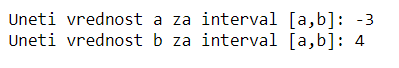 Uneti vrednost a za interval [a,b]: -3
Uneti vrednost b za interval [a,b]: 4